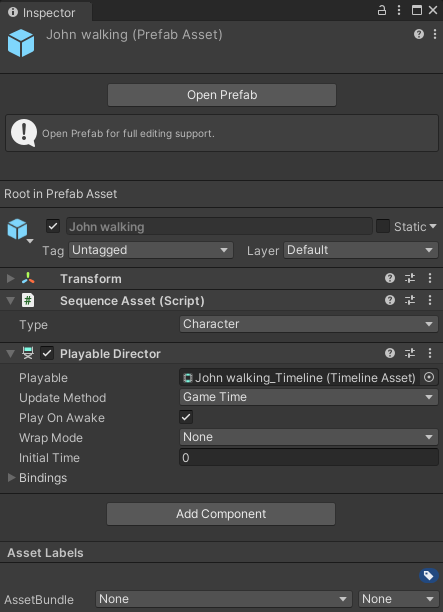 Inspector
John walking (Prefab Asset)
Open Prefab
Open Prefab for full editing support.
Root in Prefab Asset
John walking
Static
Tag Untagged Layer Default
Transform
# Sequence Asset (Script)
Type Character
Playable Director
Playable John walking_Timeline (Timeline Asset)
Update Method Game Time
Play On Awake
Wrap Mode None
Initial Time 0
Bindings
Add Component
Asset Labels
AssetBundle None None